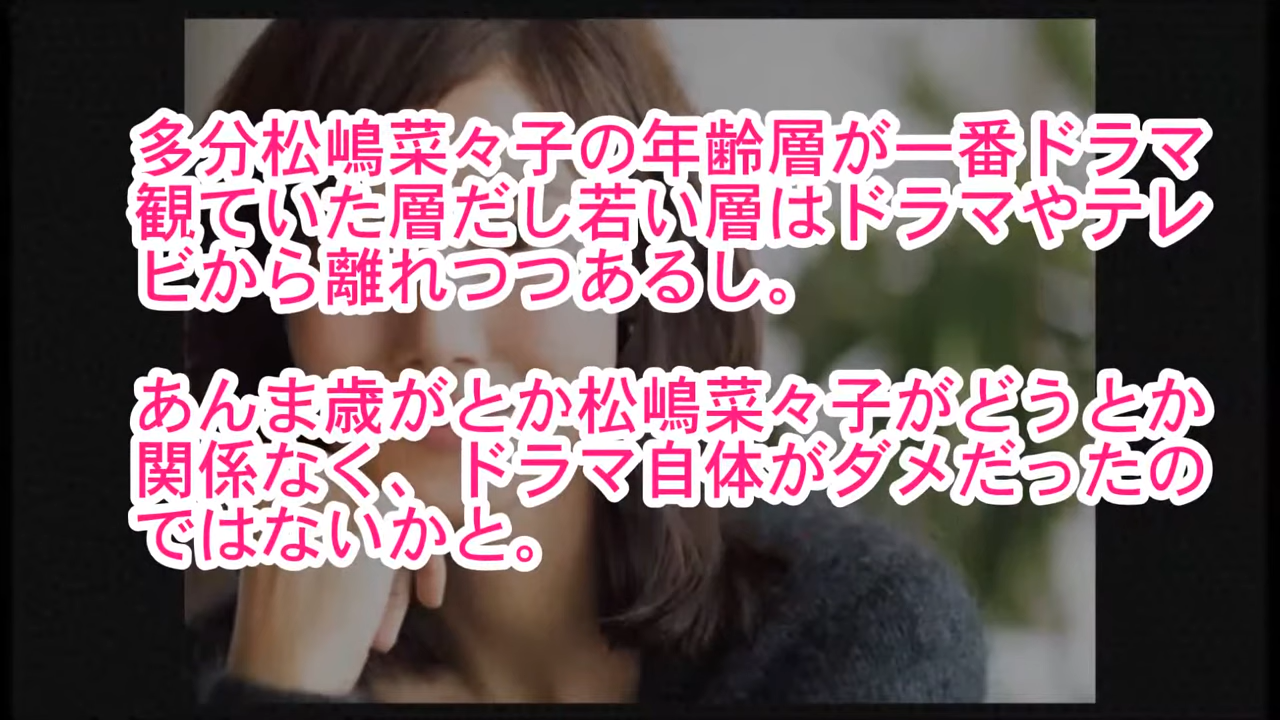 多分松嶋菜々子の年齢層が一番ドラマ
観ていた層だし若い層はドラマやテレ
ビから離れつつあるし。
あんま歳がとか松嶋菜々子がどうとか
関係なく、ドラマ自体がダメだったの
ではないかと。